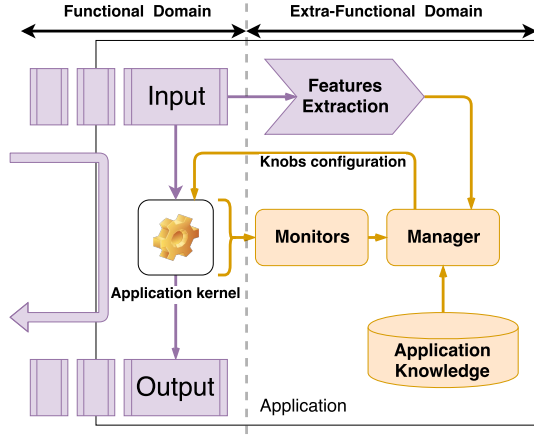 Functional Domain
Extra-Functional Domain
Input
Features
Extraction
Knobs configuration
Monitors
Manager
Application kernel
Application
Knowledge
Output
Application